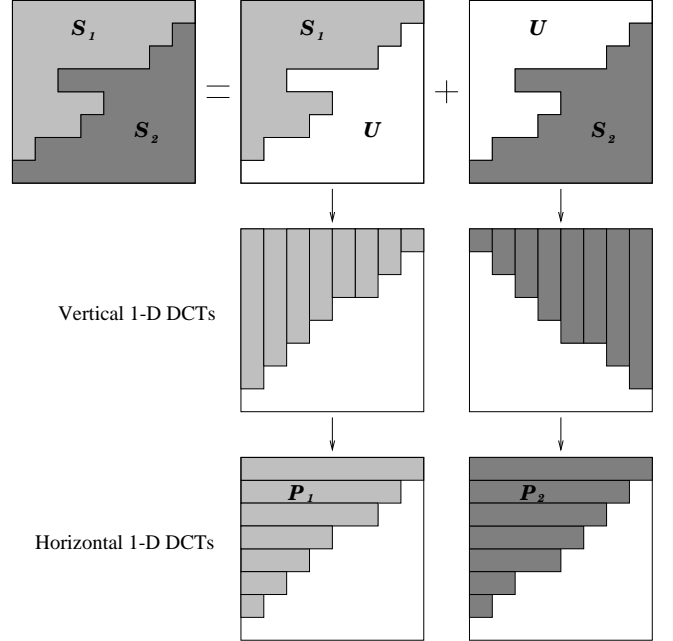 S₁ S₂ = S₁ U + U S₂
Vertical 1-D DCTs
P₁ P₂
Horizontal 1-D DCTs